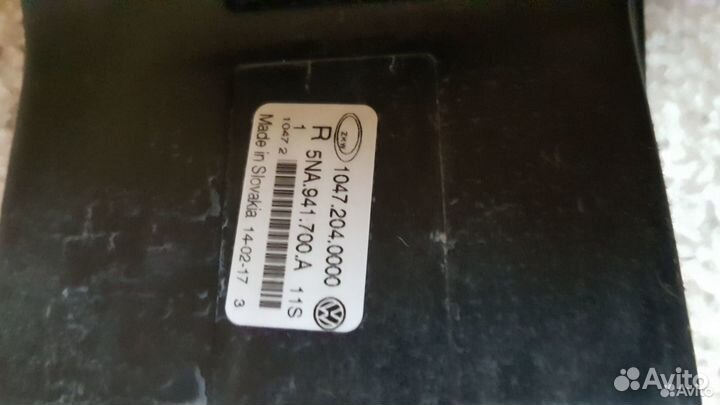 ZKW 1047.204.0000
R 5NA.941.700.A 11S
1
1047 2
Made in Slovakia 14-02-17 3
Avito
Avito